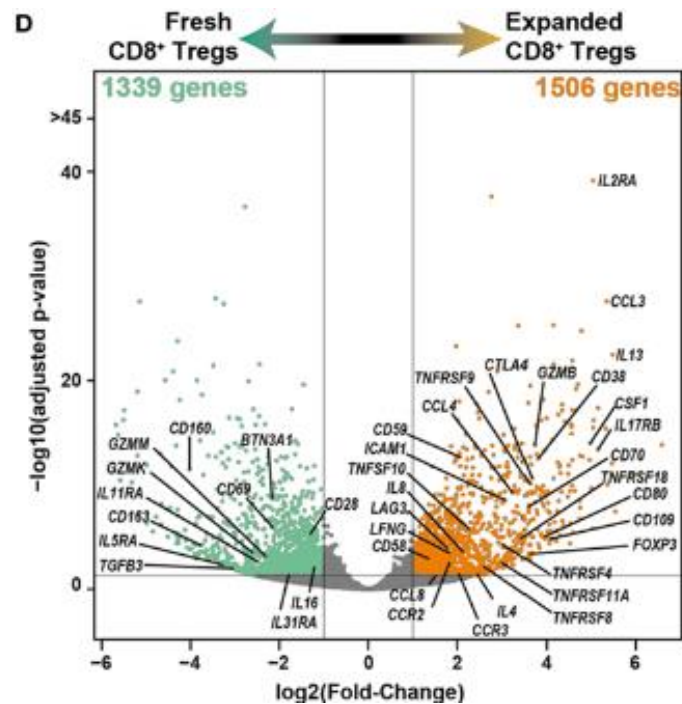 D
Fresh
CD8⁺ Tregs
Expanded
CD8⁺ Tregs
1339 genes
1506 genes
>45
40
20
0
−log10(adjusted p-value)
IL2RA
CCL3
IL13
CTLA4
GZMB
CD38
TNFRSF9
CCL4
CSF1
IL17RB
CD59
ICAM1
TNFSF10
IL8
LAG3
LFNG
CD58
CD70
TNFRSF18
CD80
CD109
FOXP3
TNFRSF4
TNFRSF11A
TNFRSF8
CCL8
CCR2
IL4
CCR3
CD160
BTN3A1
GZMM
GZMK
CD69
IL11RA
CD28
CD163
IL5RA
TGFB3
IL16
IL31RA
−6
−4
−2
0
2
4
6
log2(Fold-Change)